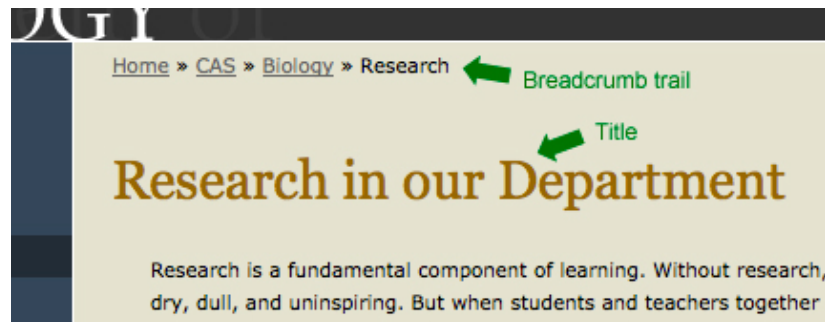 OGY
Home » CAS » Biology » Research
Breadcrumb trail
Title
Research in our Department
Research is a fundamental component of learning. Without research,
dry, dull, and uninspiring. But when students and teachers together